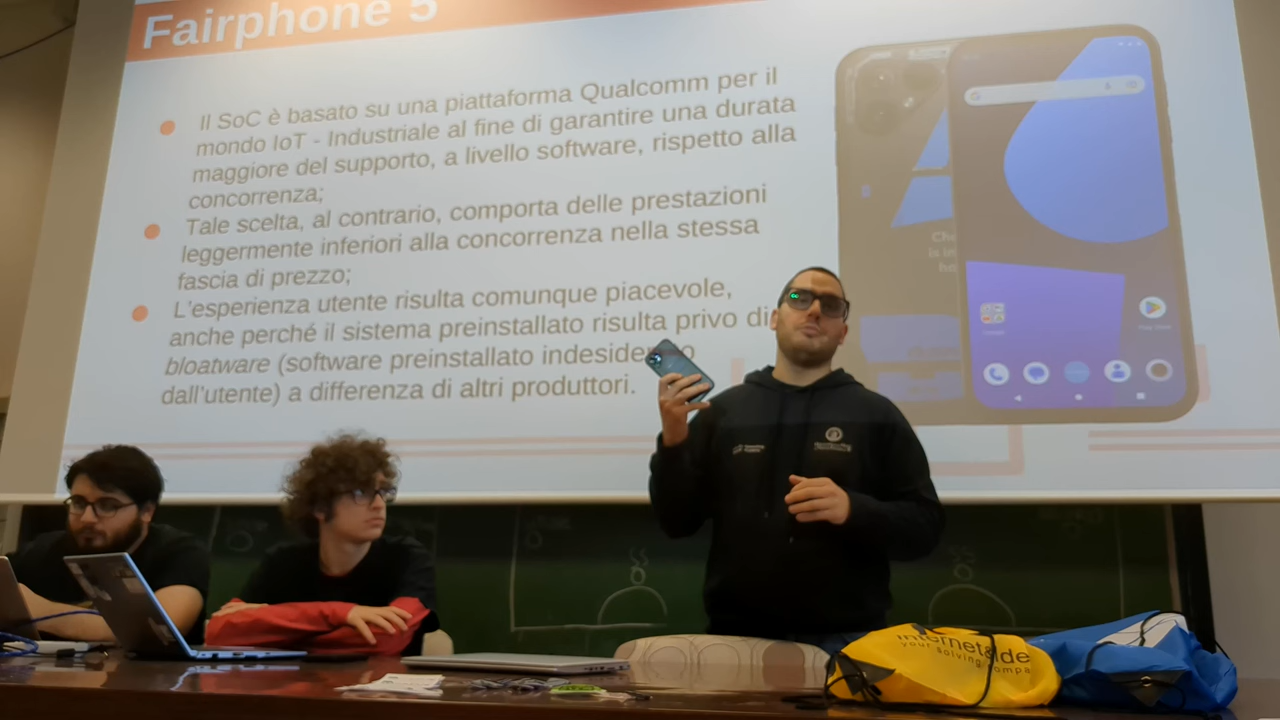 Fairphone 5
Il SoC è basato su una piattaforma Qualcomm per il
mondo IoT - Industriale al fine di garantire una durata
maggiore del supporto, a livello software, rispetto alla
concorrenza;
Tale scelta, al contrario, comporta delle prestazioni
leggermente inferiori alla concorrenza nella stessa
fascia di prezzo;
L'esperienza utente risulta comunque piacevole,
anche perché il sistema preinstallato risulta privo di
bloatware (software preinstallato
dall'utente) a differenza di altri produttori.
your solving